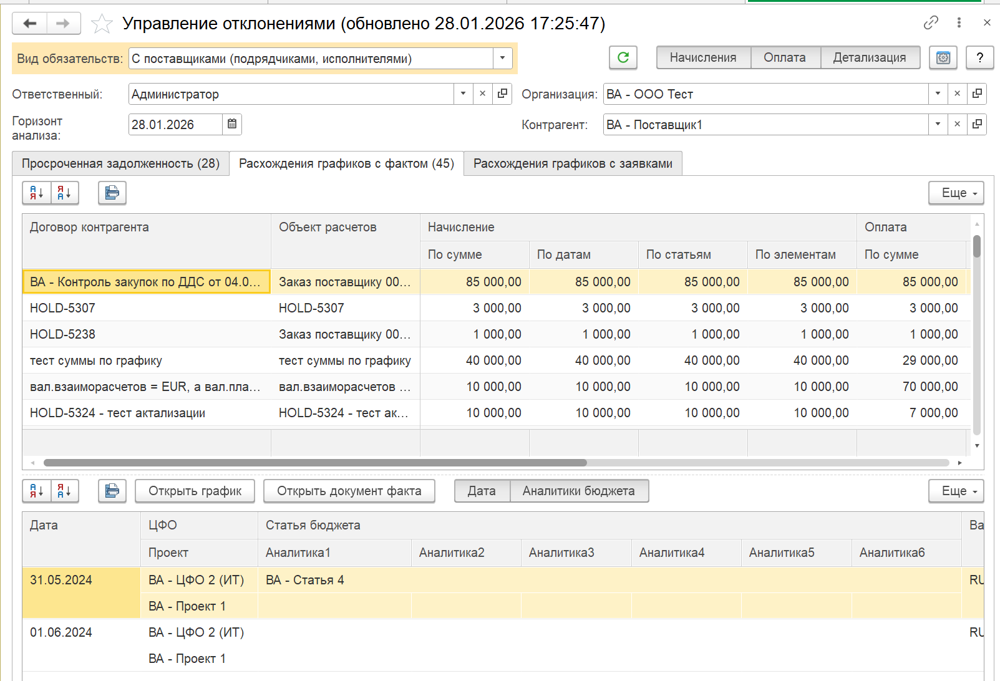 Управление отклонениями (обновлено 28.01.2026 17:25:47)
Вид обязательств: С поставщиками (подрядчиками, исполнителями)
Начисления Оплата Детализация ?
Ответственный: Администратор
Организация: ВА - ООО Тест
Горизонт анализа: 28.01.2026
Контрагент: ВА - Поставщик1
Просроченная задолженность (28) Расхождения графиков с фактом (45) Расхождения графиков с заявками
Еще
Договор контрагента Объект расчетов Начисление Оплата
По сумме По датам По статьям По элементам По сумме
ВА - Контроль закупок по ДДС от 04.0... Заказ поставщику 00... 85 000,00 85 000,00 85 000,00 85 000,00 85 000,00
HOLD-5307 HOLD-5307 3 000,00 3 000,00 3 000,00 3 000,00 3 000,00
HOLD-5238 Заказ поставщику 00... 1 000,00 1 000,00 1 000,00 1 000,00 1 000,00
тест суммы по графику тест суммы по графику 40 000,00 40 000,00 40 000,00 40 000,00 29 000,00
вал.взаиморасчетов = EUR, а вал.пла... вал.взаиморасчетов ... 10 000,00 10 000,00 10 000,00 10 000,00 70 000,00
HOLD-5324 - тест актализации HOLD-5324 - тест ак... 10 000,00 10 000,00 10 000,00 10 000,00 7 000,00
Открыть график Открыть документ факта Дата Аналитики бюджета Еще
Дата ЦФО Статья бюджета Ва
Проект Аналитика1 Аналитика2 Аналитика3 Аналитика4 Аналитика5 Аналитика6
31.05.2024 ВА - ЦФО 2 (ИТ) ВА - Статья 4 RU
ВА - Проект 1
01.06.2024 ВА - ЦФО 2 (ИТ) RU
ВА - Проект 1